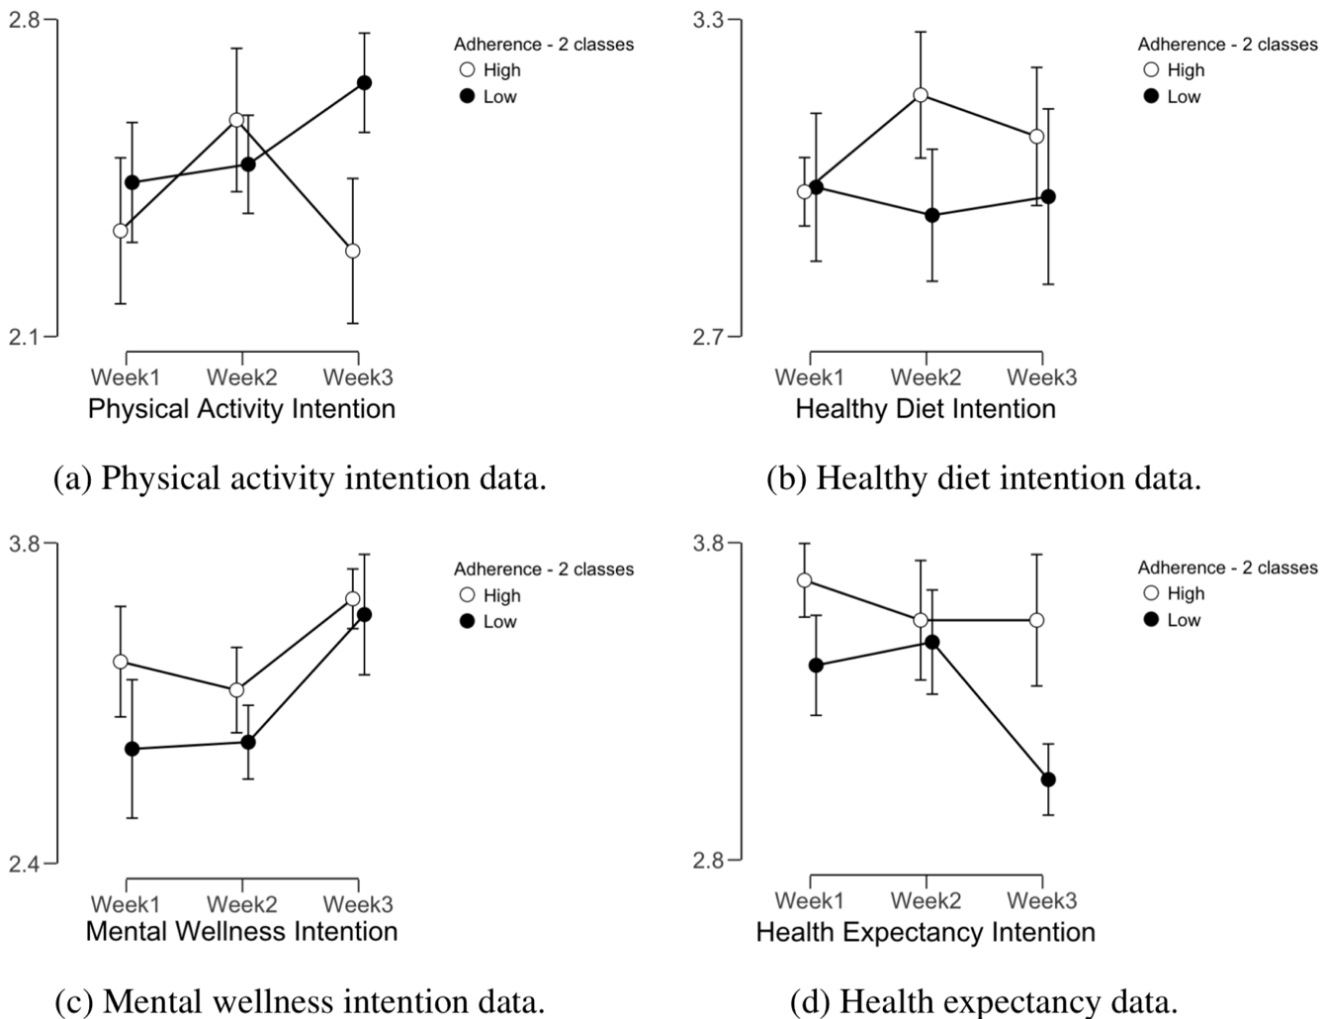 2.8
2.1
Adherence - 2 classes
High
Low
Week1 Week2 Week3
Physical Activity Intention
(a) Physical activity intention data.
3.3
2.7
Adherence - 2 classes
High
Low
Week1 Week2 Week3
Healthy Diet Intention
(b) Healthy diet intention data.
3.8
2.4
Adherence - 2 classes
High
Low
Week1 Week2 Week3
Mental Wellness Intention
(c) Mental wellness intention data.
3.8
2.8
Adherence - 2 classes
High
Low
Week1 Week2 Week3
Health Expectancy Intention
(d) Health expectancy data.